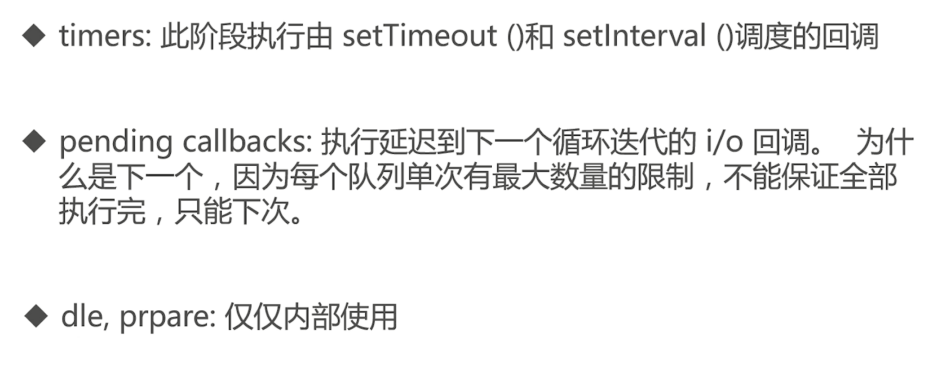 ◆ timers: 此阶段执行由 setTimeout ()和 setInterval ()调度的回调
◆ pending callbacks: 执行延迟到下一个循环迭代的 i/o 回调。 为什
么是下一个，因为每个队列单次有最大数量的限制，不能保证全部
执行完，只能下次。
◆ dle, prpare: 仅仅内部使用